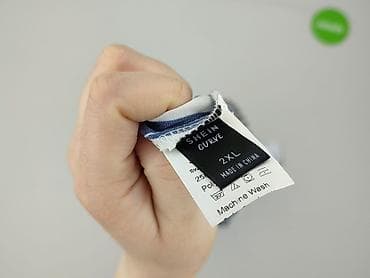 SHEIN
CURVE
2XL
MADE IN CHINA
Machine Wash